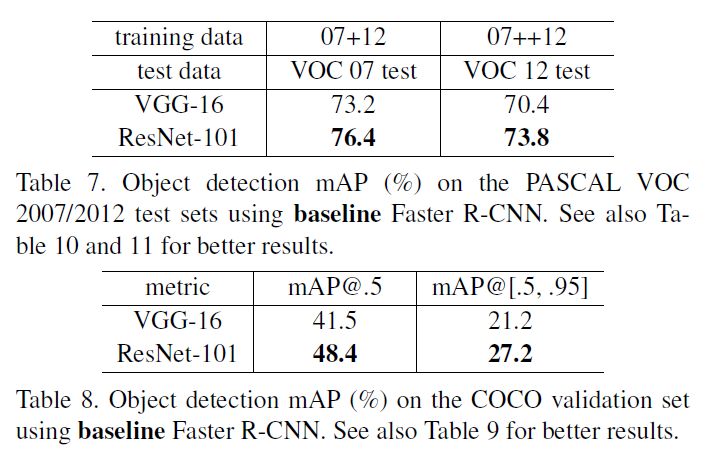 training data 07+12 07++12
test data VOC 07 test VOC 12 test
VGG-16 73.2 70.4
ResNet-101 76.4 73.8
Table 7. Object detection mAP (%) on the PASCAL VOC
2007/2012 test sets using baseline Faster R-CNN. See also Ta-
ble 10 and 11 for better results.
metric mAP@.5 mAP@[.5, .95]
VGG-16 41.5 21.2
ResNet-101 48.4 27.2
Table 8. Object detection mAP (%) on the COCO validation set
using baseline Faster R-CNN. See also Table 9 for better results.